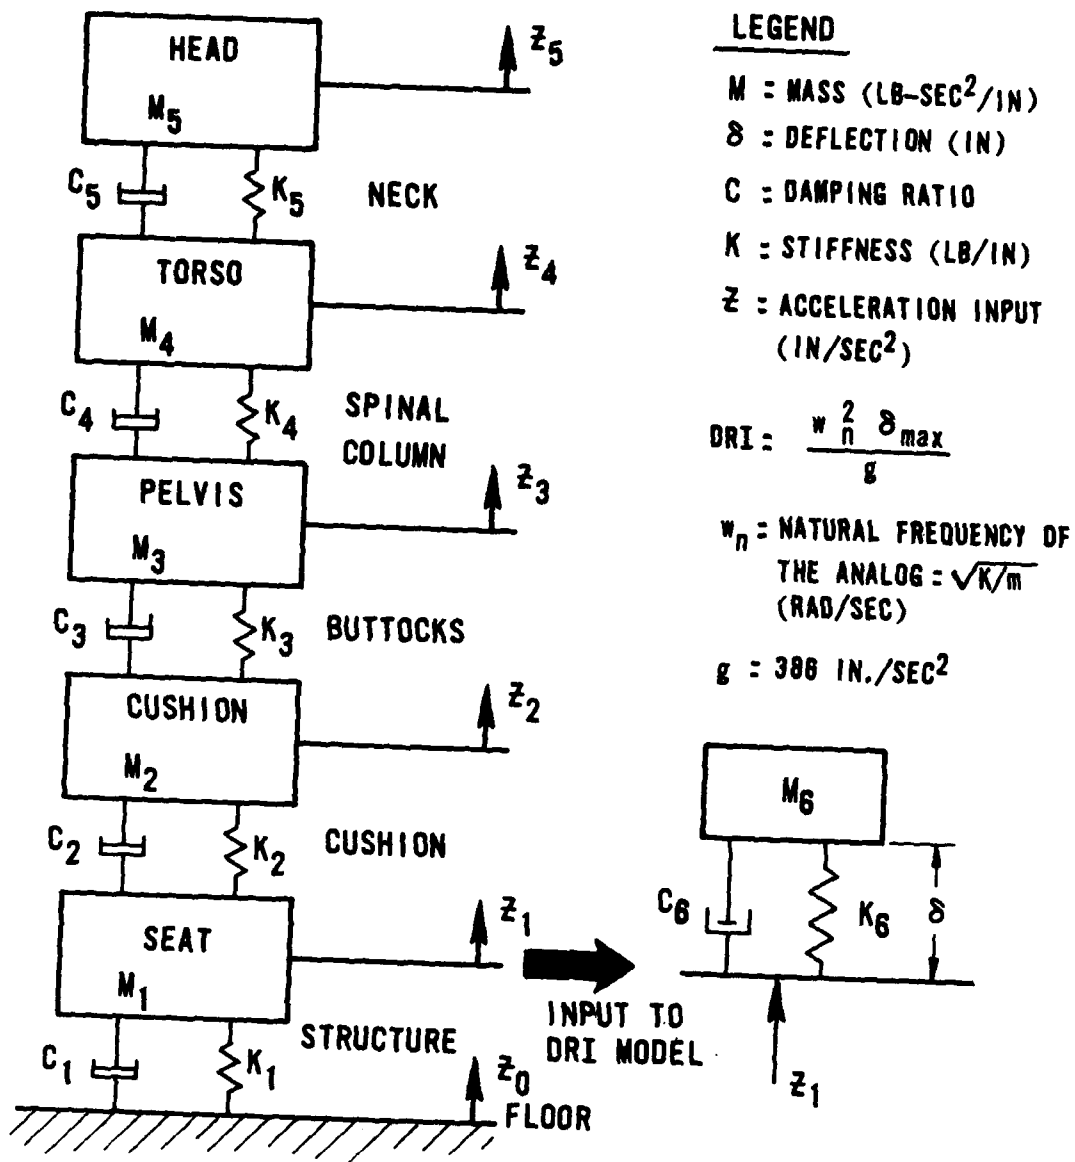 HEAD
M5
Z5
C5
K5
NECK
TORSO
M4
Z4
C4
K4
SPINAL
COLUMN
PELVIS
M3
Z3
C3
K3
BUTTOCKS
CUSHION
M2
Z2
C2
K2
CUSHION
SEAT
M1
Z1
C1
K1
STRUCTURE
Z0
FLOOR
INPUT TO
DRI MODEL
LEGEND
M = MASS (LB-SEC²/IN)
δ = DEFLECTION (IN)
C = DAMPING RATIO
K = STIFFNESS (LB/IN)
Z = ACCELERATION INPUT
(IN/SEC²)
DRI = w n 2 δ max / g
wn = NATURAL FREQUENCY OF
THE ANALOG = √K/m
(RAD/SEC)
g = 386 IN./SEC²
M6
C6
K6
δ
Z1